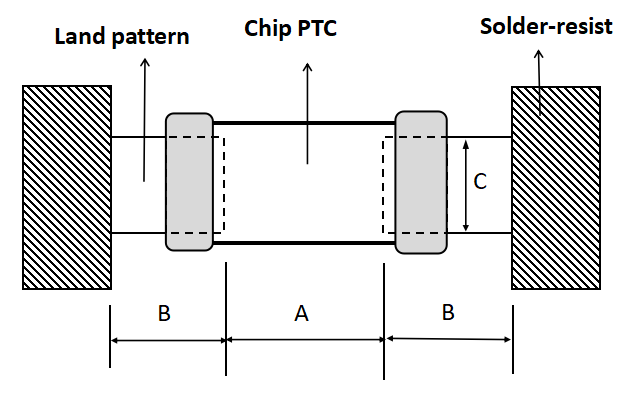 Land pattern
Chip PTC
Solder-resist
C
B
A
B